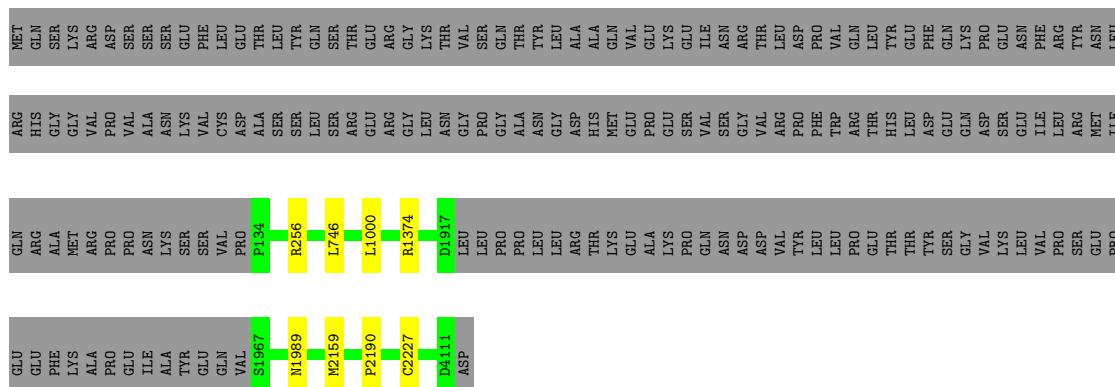 MET GLN SER LYS ARG ASP SER SER SER GLU PHE LEU GLU THR LEU TYR GLN SER THR GLU ARG GLY LYS THR VAL SER GLN THR TYR LEU ALA ALA GLN VAL GLU LYS GLU ILE ASN ARG THR LEU ASP PRO VAL GLN LEU TYR GLU PHE GLN LYS PRO GLU ASN PHE ARG TYR ASN LEU
ARG HIS GLY GLY VAL PRO VAL ALA ASN LYS VAL CYS ASP ALA SER SER LEU SER ARG GLU ARG GLY LEU ASN GLY PRO GLY ALA ASN GLY ASP HIS MET GLU PRO GLU SER VAL SER GLY VAL ARG PRO PHE TRP ARG THR HIS LEU ASP GLU GLN ASP SER GLU ILE LEU ARG MET ILE
GLN ARG ALA MET ARG PRO PRO ASN LYS SER SER VAL PRO P134 R256 L746 L1000 R1374 D1917 LEU LEU PRO PRO LEU LEU ARG THR LYS GLU ALA LYS PRO GLN ASN ASP ASP VAL TYR LEU LEU PRO GLU THR THR TYR SER GLY VAL LYS LEU VAL PRO SER GLU PRO
GLU GLU PHE LYS ALA PRO GLU ILE ALA TYR GLU GLN VAL S1967 N1989 M2159 P2190 C2227 D4111 ASP